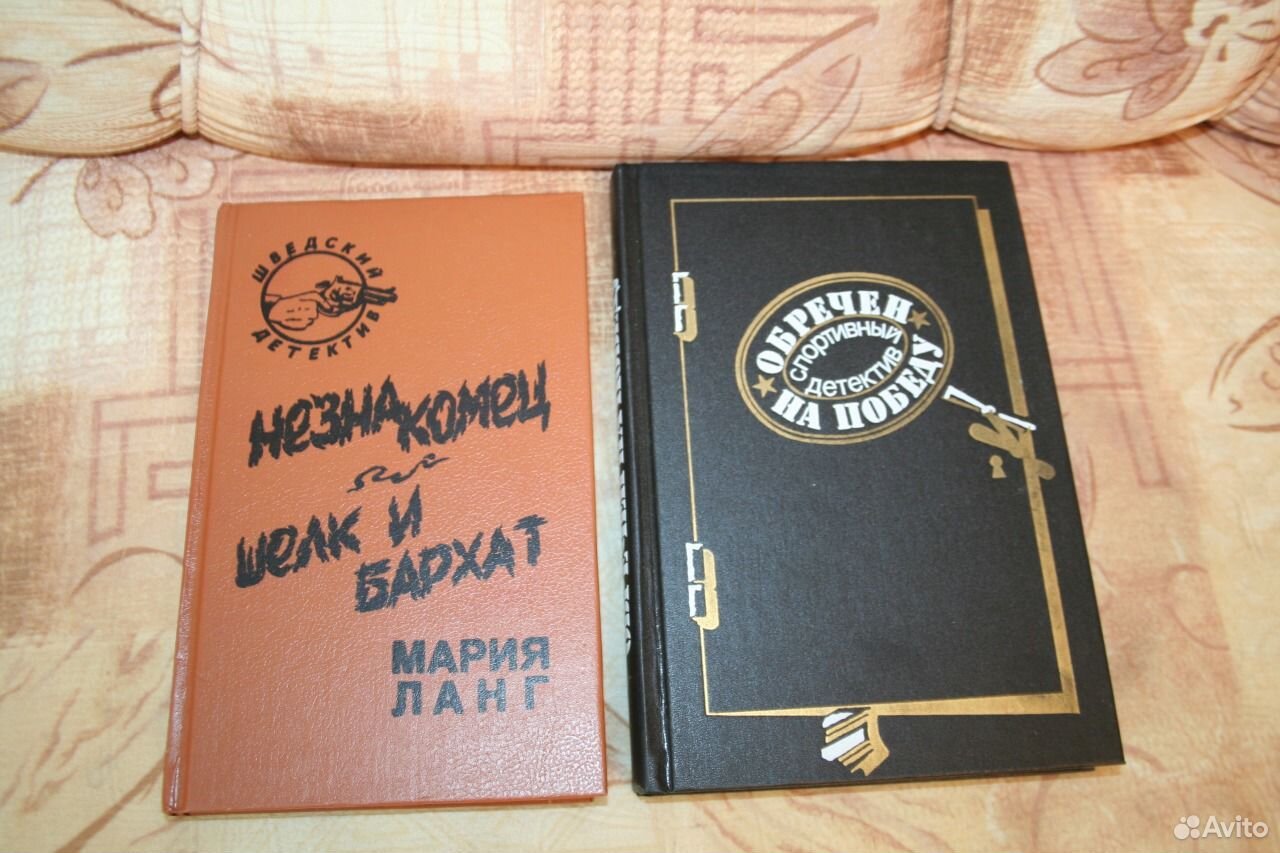 ШВЕДСКИЙ
ДЕТЕКТИВ
НЕЗНАКОМЕЦ
ШЕЛК И
БАРХАТ
МАРИЯ
ЛАНГ
ОБРЕЧЕН
СПОРТИВНЫЙ
ДЕТЕКТИВ
НА ПОБЕДУ
Avito